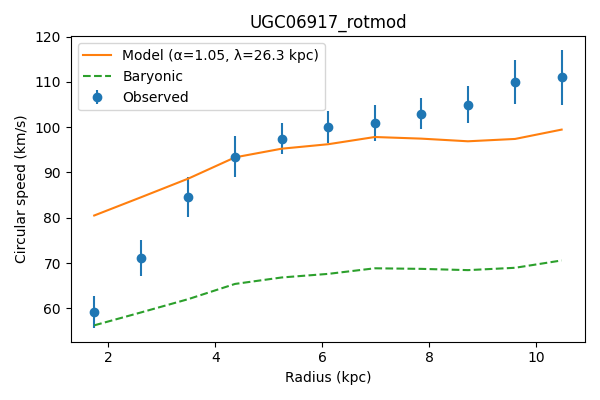 UGC06917_rotmod
Model (α=1.05, λ=26.3 kpc)
Baryonic
Observed
Circular speed (km/s)
120
110
100
90
80
70
60
2
4
6
8
10
Radius (kpc)